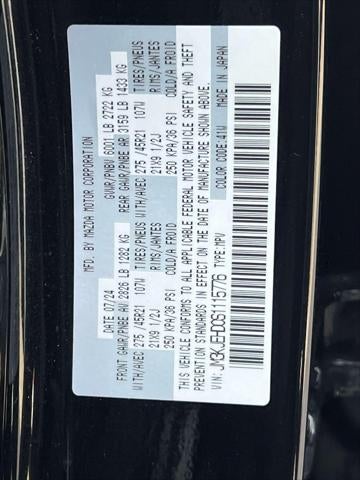 MFD. BY MAZDA MOTOR CORPORATION
DATE 07/24 GVWR/PNBV 6001 LB 2722 KG
FRONT GAWR/PNBE AV 2826 LB 1282 KG REAR GAWR/PNBE AR 3159 LB 1433 KG
WITH/AVEC 275 /45R21 107W TIRES/PNEUS WITH/AVEC 275 /45R21 107W TIRES/PNEUS
21X9 1/2J RIMS/JANTES 21X9 1/2J RIMS/JANTES
250 KPA/36 PSI COLD/A FROID 250 KPA/36 PSI COLD/A FROID
THIS VEHICLE CONFORMS TO ALL APPLICABLE FEDERAL MOTOR VEHICLE SAFETY AND THEFT
PREVENTION STANDARDS IN EFFECT ON THE DATE OF MANUFACTURE SHOWN ABOVE.
VIN: TYPE:MPV COLOR CODE:41W MADE IN JAPAN